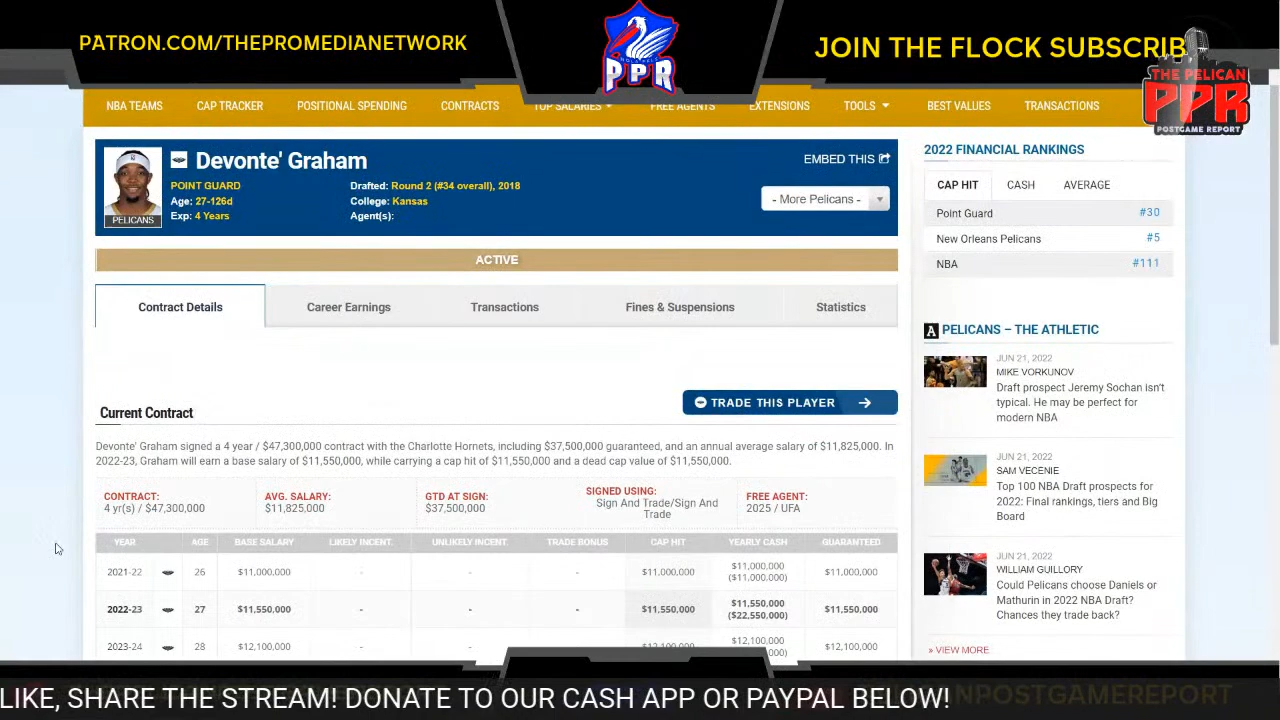 PATRON.COM/THEPROMEDIANETWORK
PPR
JOIN THE FLOCK SUBSCRIB
THE PELICAN
PPR
POSTGAME REPORT
NBA TEAMS CAP TRACKER POSITIONAL SPENDING CONTRACTS TOP SALARIES FREE AGENTS EXTENSIONS TOOLS BEST VALUES TRANSACTIONS
Devonte' Graham
EMBED THIS
POINT GUARD
Drafted: Round 2 (#34 overall), 2018
Age: 27-126d
College: Kansas
- More Pelicans -
Exp: 4 Years
Agent(s):
PELICANS
ACTIVE
Contract Details Career Earnings Transactions Fines & Suspensions Statistics
Current Contract
TRADE THIS PLAYER
Devonte' Graham signed a 4 year / $47,300,000 contract with the Charlotte Hornets, including $37,500,000 guaranteed, and an annual average salary of $11,825,000. In
2022-23, Graham will earn a base salary of $11,550,000, while carrying a cap hit of $11,550,000 and a dead cap value of $11,550,000.
CONTRACT:
4 yr(s) / $47,300,000
AVG. SALARY:
$11,825,000
GTD AT SIGN:
$37,500,000
SIGNED USING:
Sign And Trade/Sign And
Trade
FREE AGENT:
2025 / UFA
YEAR AGE BASE SALARY LIKELY INCENT. UNLIKELY INCENT. TRADE BONUS CAP HIT YEARLY CASH GUARANTEED
2021-22 26 $11,000,000 - - - $11,000,000 $11,000,000 $11,000,000
($11,000,000)
2022-23 27 $11,550,000 - - - $11,550,000 $11,550,000 $11,550,000
($22,550,000)
2023-24 28 $12,100,000 - - - $12,100,000 $12,100,000 $12,100,000
2022 FINANCIAL RANKINGS
CAP HIT CASH AVERAGE
Point Guard #30
New Orleans Pelicans #5
NBA #111
A PELICANS – THE ATHLETIC
JUN 21, 2022
MIKE VORKUNOV
Draft prospect Jeremy Sochan isn't
typical. He may be perfect for
modern NBA
JUN 21, 2022
SAM VECENIE
Top 100 NBA Draft prospects for
2022: Final rankings, tiers and Big
Board
JUN 21, 2022
WILLIAM GUILLORY
Could Pelicans choose Daniels or
Mathurin in 2022 NBA Draft?
Chances they trade back?
» VIEW MORE
LIKE, SHARE THE STREAM! DONATE TO OUR CASH APP OR PAYPAL BELOW!
NPOSTGAMEREPORT